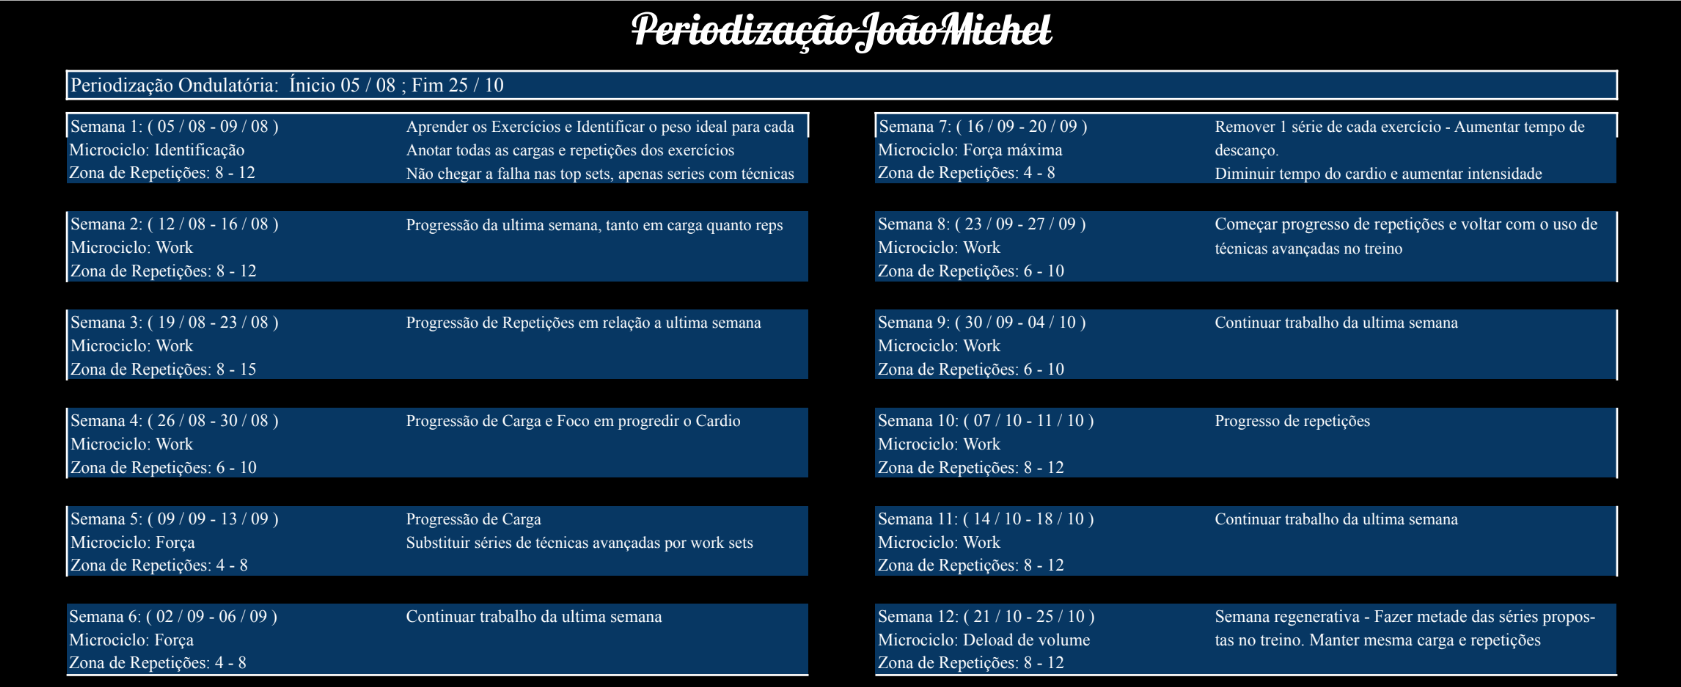 Periodização João Michel
Periodização Ondulatória: Ínicio 05 / 08 ; Fim 25 / 10
Semana 1: ( 05 / 08 - 09 / 08 )
Microciclo: Identificação
Zona de Repetições: 8 - 12
Aprender os Exercícios e Identificar o peso ideal para cada
Anotar todas as cargas e repetições dos exercícios
Não chegar a falha nas top sets, apenas series com técnicas
Semana 2: ( 12 / 08 - 16 / 08 )
Microciclo: Work
Zona de Repetições: 8 - 12
Progressão da ultima semana, tanto em carga quanto reps
Semana 3: ( 19 / 08 - 23 / 08 )
Microciclo: Work
Zona de Repetições: 8 - 15
Progressão de Repetições em relação a ultima semana
Semana 4: ( 26 / 08 - 30 / 08 )
Microciclo: Work
Zona de Repetições: 6 - 10
Progressão de Carga e Foco em progredir o Cardio
Semana 5: ( 09 / 09 - 13 / 09 )
Microciclo: Força
Zona de Repetições: 4 - 8
Progressão de Carga
Substituir séries de técnicas avançadas por work sets
Semana 6: ( 02 / 09 - 06 / 09 )
Microciclo: Força
Zona de Repetições: 4 - 8
Continuar trabalho da ultima semana
Semana 7: ( 16 / 09 - 20 / 09 )
Microciclo: Força máxima
Zona de Repetições: 4 - 8
Remover 1 série de cada exercício - Aumentar tempo de
descanço.
Diminuir tempo do cardio e aumentar intensidade
Semana 8: ( 23 / 09 - 27 / 09 )
Microciclo: Work
Zona de Repetições: 6 - 10
Começar progresso de repetições e voltar com o uso de
técnicas avançadas no treino
Semana 9: ( 30 / 09 - 04 / 10 )
Microciclo: Work
Zona de Repetições: 6 - 10
Continuar trabalho da ultima semana
Semana 10: ( 07 / 10 - 11 / 10 )
Microciclo: Work
Zona de Repetições: 8 - 12
Progresso de repetições
Semana 11: ( 14 / 10 - 18 / 10 )
Microciclo: Work
Zona de Repetições: 8 - 12
Continuar trabalho da ultima semana
Semana 12: ( 21 / 10 - 25 / 10 )
Microciclo: Deload de volume
Zona de Repetições: 8 - 12
Semana regenerativa - Fazer metade das séries propos-
tas no treino. Manter mesma carga e repetições